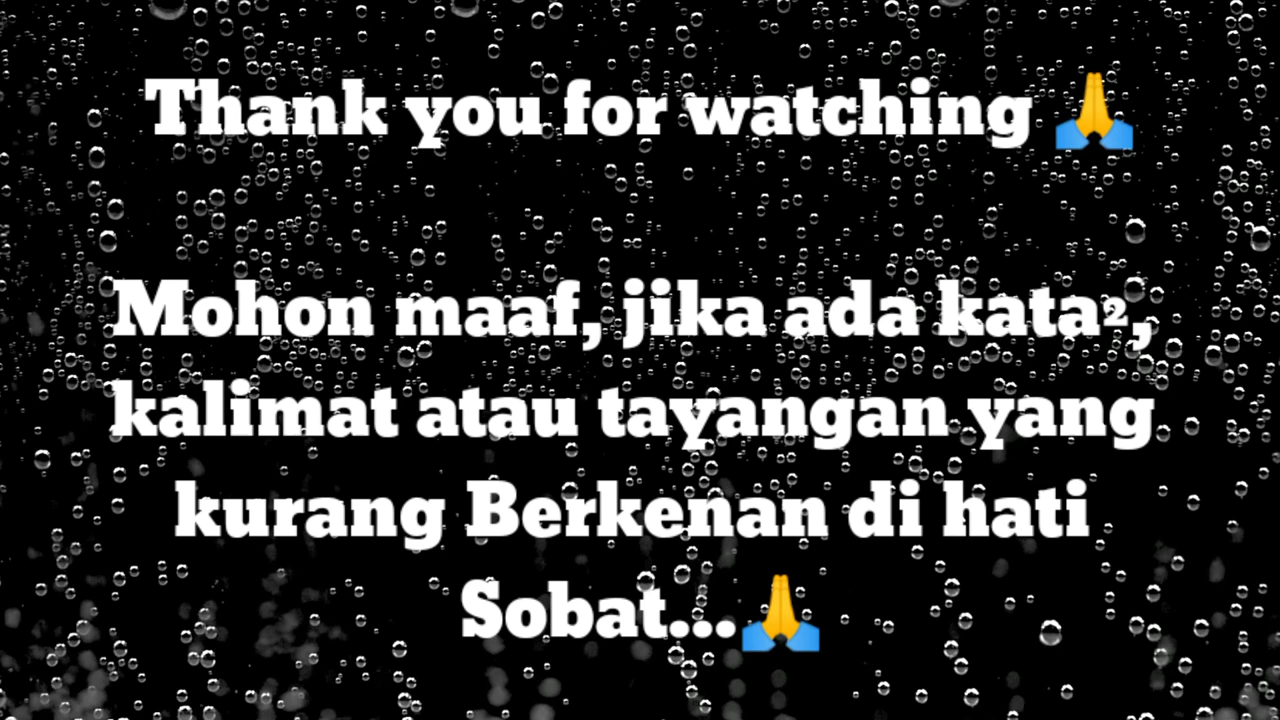 Thank you for watching 🙏
Mohon maaf, jika ada kata²,
kalimat atau tayangan yang
kurang Berkenan di hati
Sobat...🙏